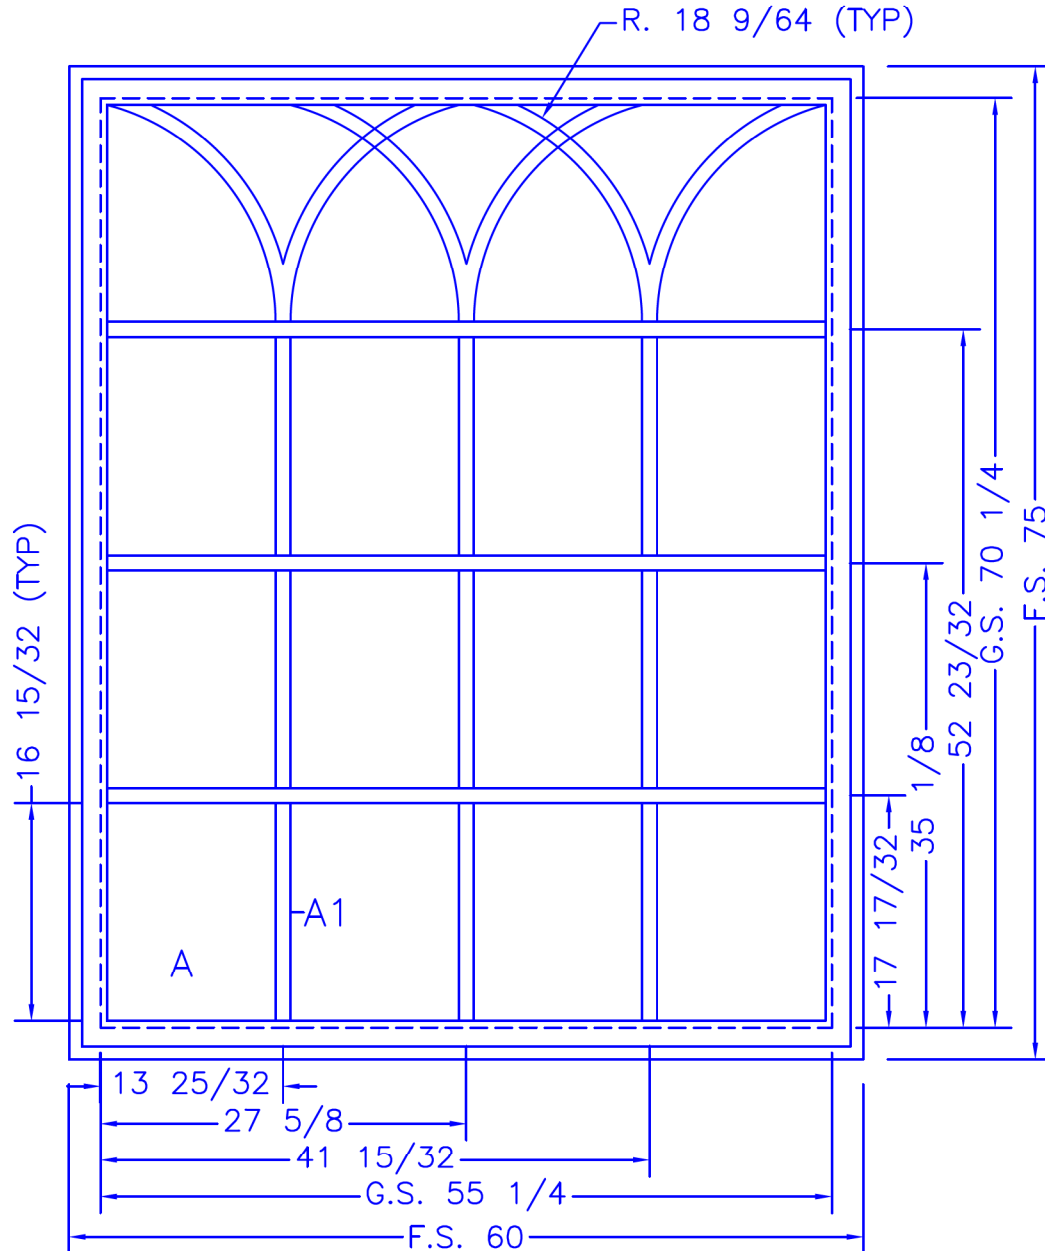 R. 18 9/64 (TYP)
16 15/32 (TYP)
A1
A
17 17/32
35 1/8
52 23/32
G.S. 70 1/4
F.S. 75
13 25/32
27 5/8
41 15/32
G.S. 55 1/4
F.S. 60